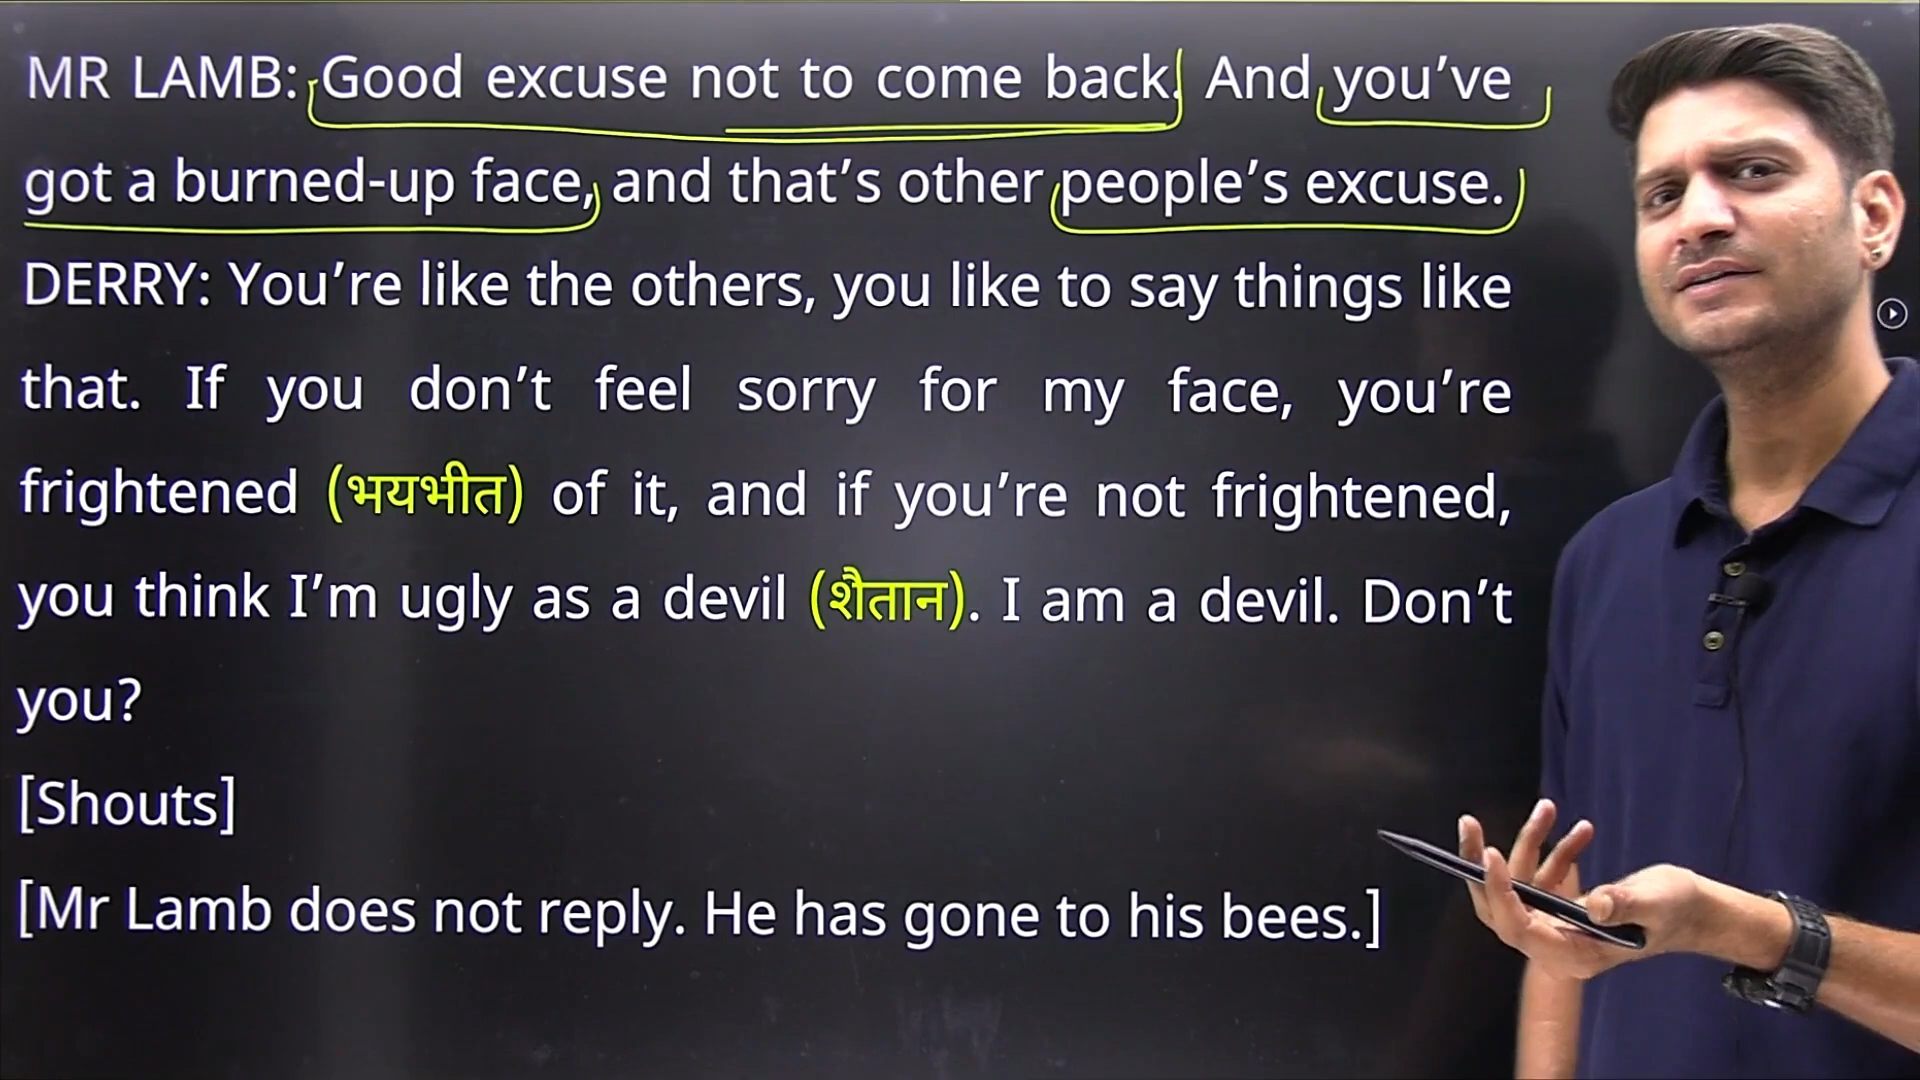 MR LAMB: Good excuse not to come back. And you’ve
got a burned-up face, and that’s other people’s excuse.
DERRY: You’re like the others, you like to say things like
that. If you don’t feel sorry for my face, you’re
frightened (भयभीत) of it, and if you’re not frightened,
you think I’m ugly as a devil (शैतान). I am a devil. Don’t
you?
[Shouts]
[Mr Lamb does not reply. He has gone to his bees.]